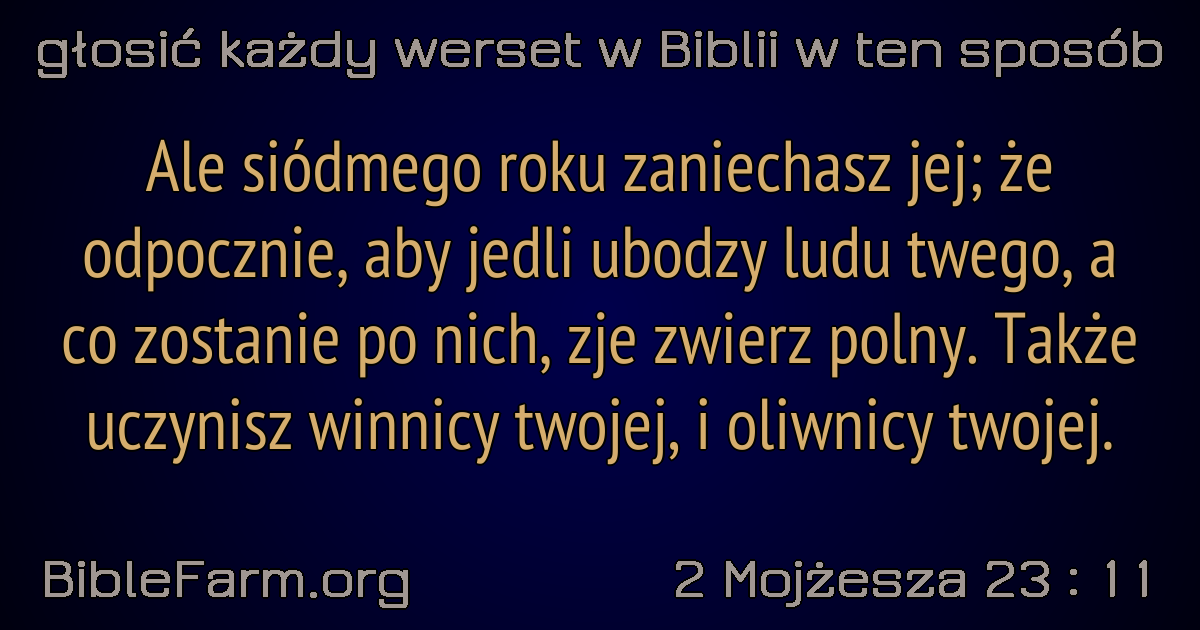 głosić każdy werset w Biblii w ten sposób
Ale siódmego roku zaniechasz jej; że
odpocznie, aby jedli ubodzy ludu twego, a
co zostanie po nich, zje zwierz polny. Także
uczynisz winnicy twojej, i oliwnicy twojej.
BibleFarm.org
2 Mojżesza 23 : 11